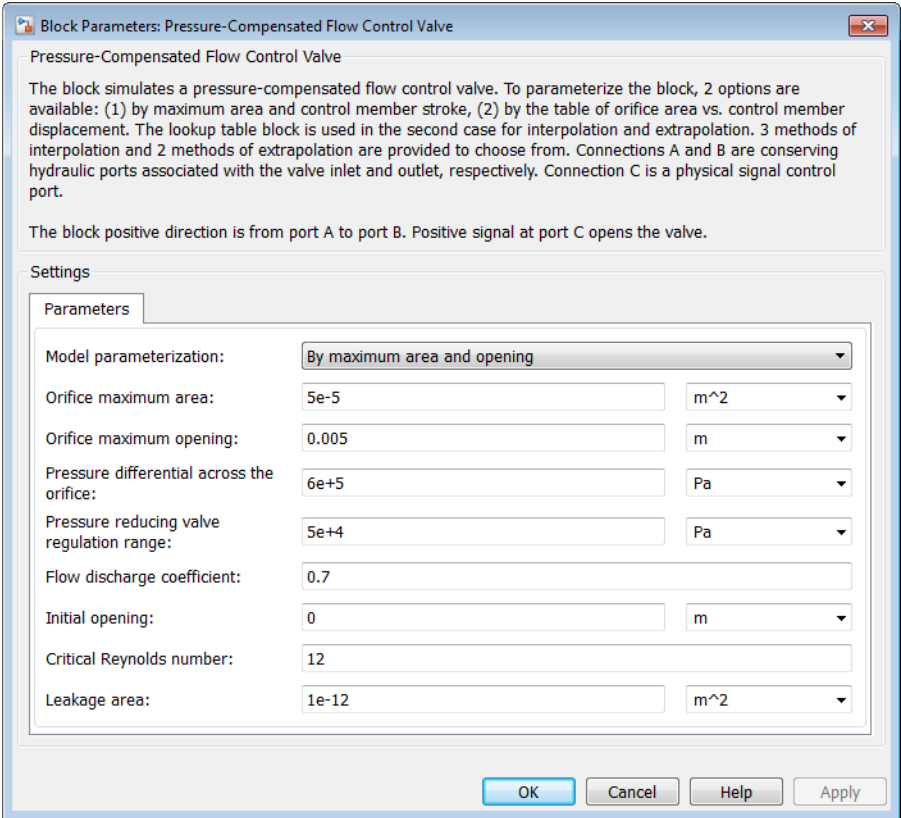 Block Parameters: Pressure-Compensated Flow Control Valve
Pressure-Compensated Flow Control Valve
The block simulates a pressure-compensated flow control valve. To parameterize the block, 2 options are
available: (1) by maximum area and control member stroke, (2) by the table of orifice area vs. control member
displacement. The lookup table block is used in the second case for interpolation and extrapolation. 3 methods of
interpolation and 2 methods of extrapolation are provided to choose from. Connections A and B are conserving
hydraulic ports associated with the valve inlet and outlet, respectively. Connection C is a physical signal control
port.
The block positive direction is from port A to port B. Positive signal at port C opens the valve.
Settings
Parameters
Model parameterization: By maximum area and opening
Orifice maximum area: 5e-5 m^2
Orifice maximum opening: 0.005 m
Pressure differential across the
orifice: 6e+5 Pa
Pressure reducing valve
regulation range: 5e+4 Pa
Flow discharge coefficient: 0.7
Initial opening: 0 m
Critical Reynolds number: 12
Leakage area: 1e-12 m^2
OK Cancel Help Apply